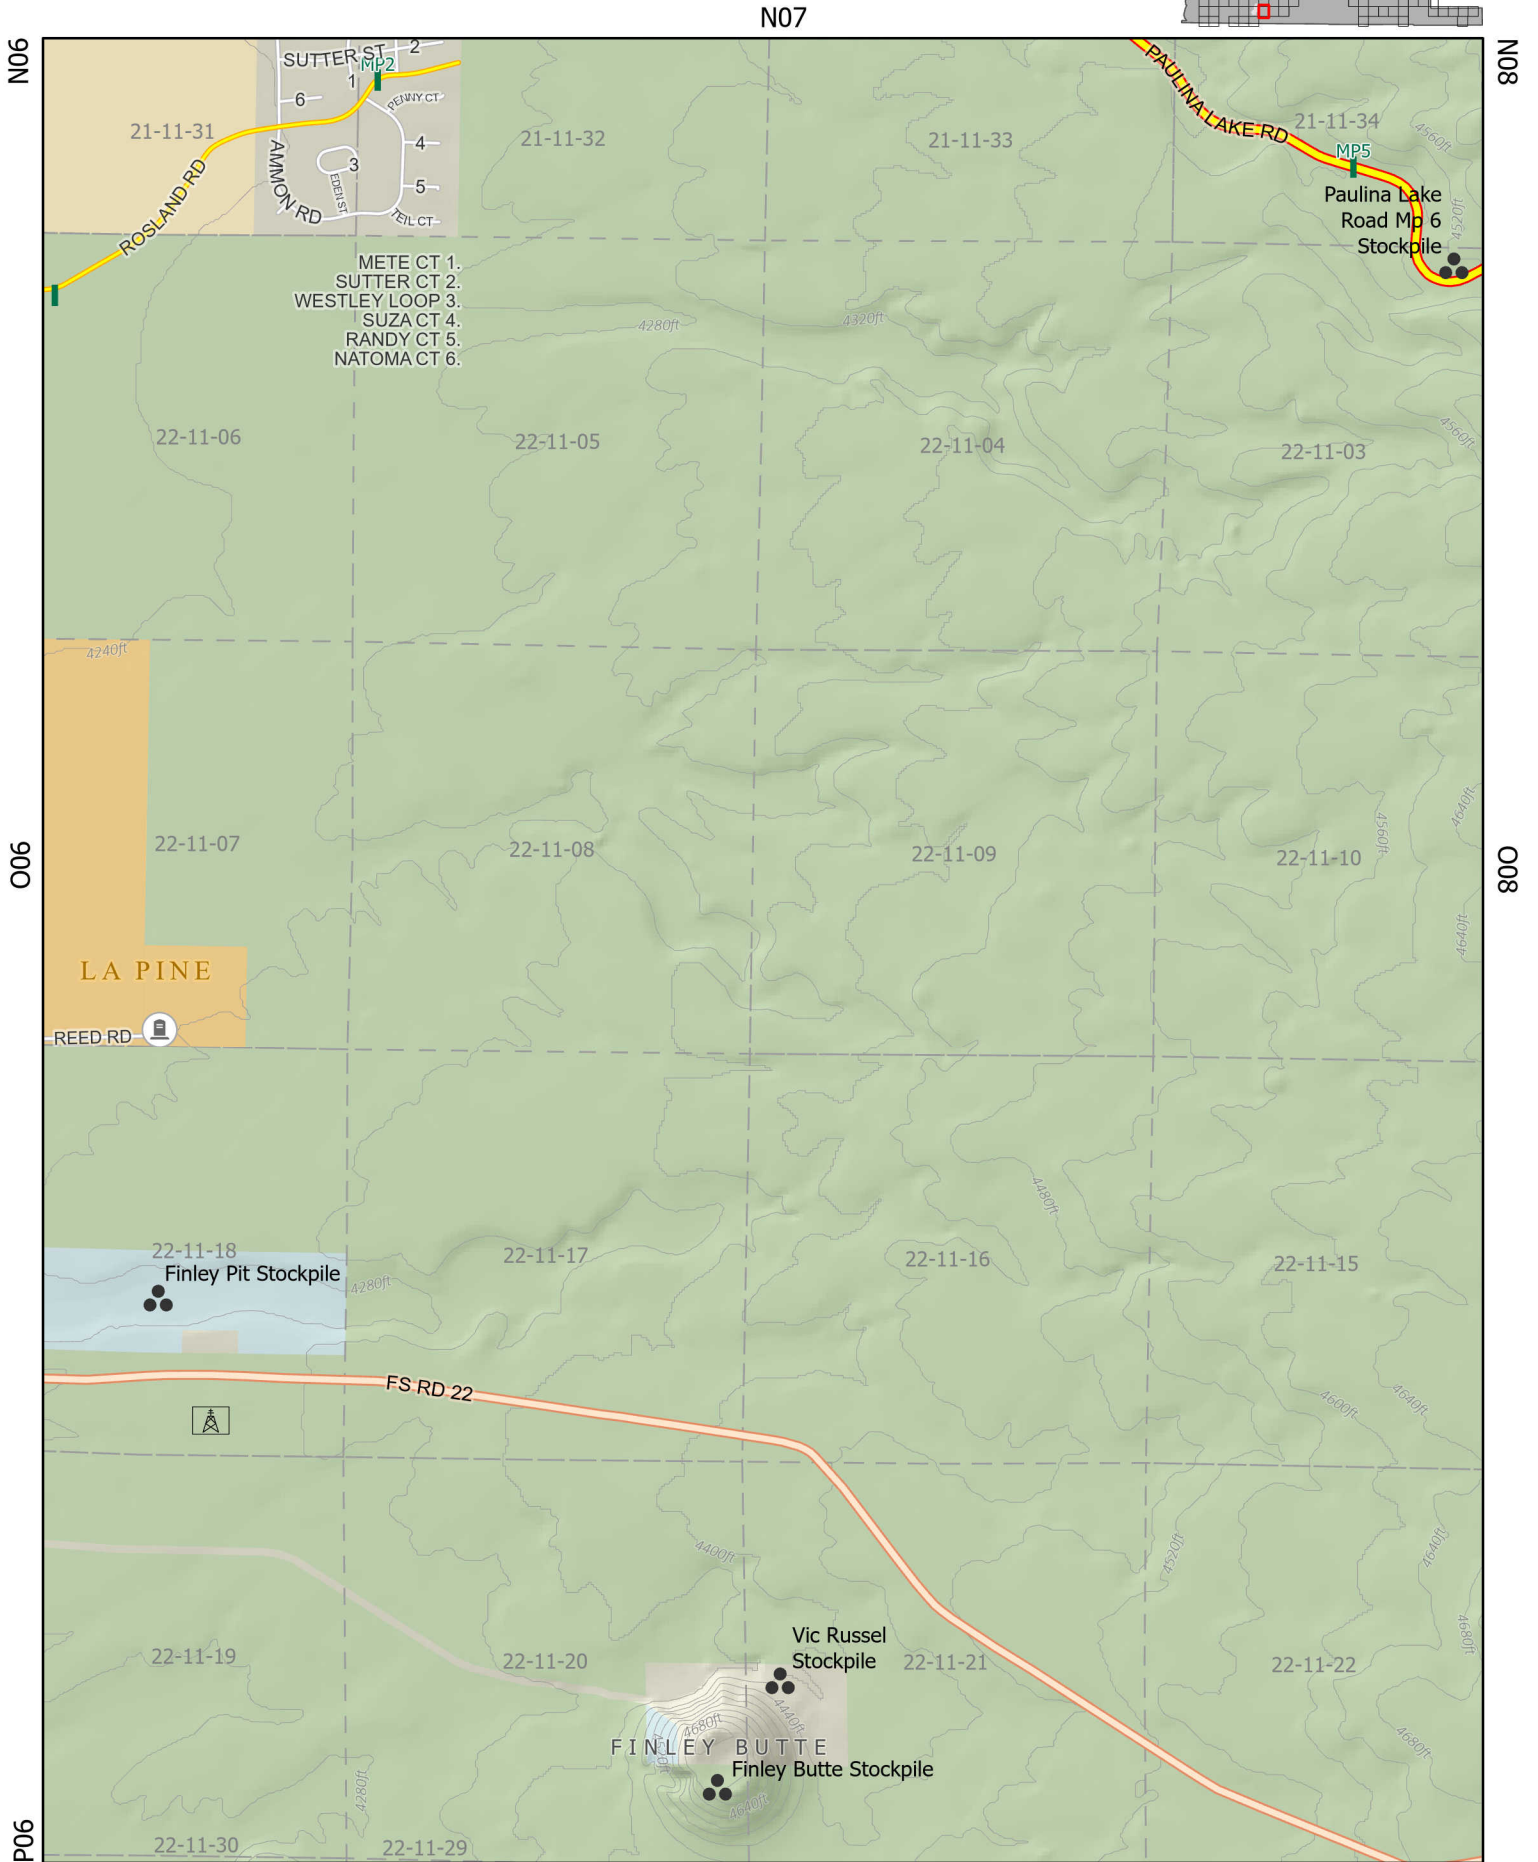 N07
N06
N08
SUTTER ST
2
MP2
1
6
PENNY CT
PAULINA LAKE RD
21-11-31
21-11-32
21-11-33
21-11-34
4560ft
MP5
4
3
AMMON RD
EDEN ST
5
TEIL CT
ROSLAND RD
Paulina Lake
Road Mp 6
Stockpile
4520ft
METE CT 1.
SUTTER CT 2.
WESTLEY LOOP 3.
SUZA CT 4.
RANDY CT 5.
NATOMA CT 6.
4280ft
4320ft
4560ft
22-11-06
22-11-05
22-11-04
22-11-03
4240ft
4640ft
4560ft
O06
22-11-07
22-11-08
22-11-09
22-11-10
O08
4640ft
LA PINE
REED RD
4480ft
22-11-18
22-11-17
22-11-16
22-11-15
Finley Pit Stockpile
4280ft
FS RD 22
4600ft
4640ft
4400ft
4520ft
4640ft
4680ft
Vic Russel
Stockpile
22-11-19
22-11-20
22-11-21
22-11-22
4440ft
4680ft
4520ft
4680ft
FINLEY BUTTE
Finley Butte Stockpile
4640ft
4280ft
P06
22-11-30
22-11-29